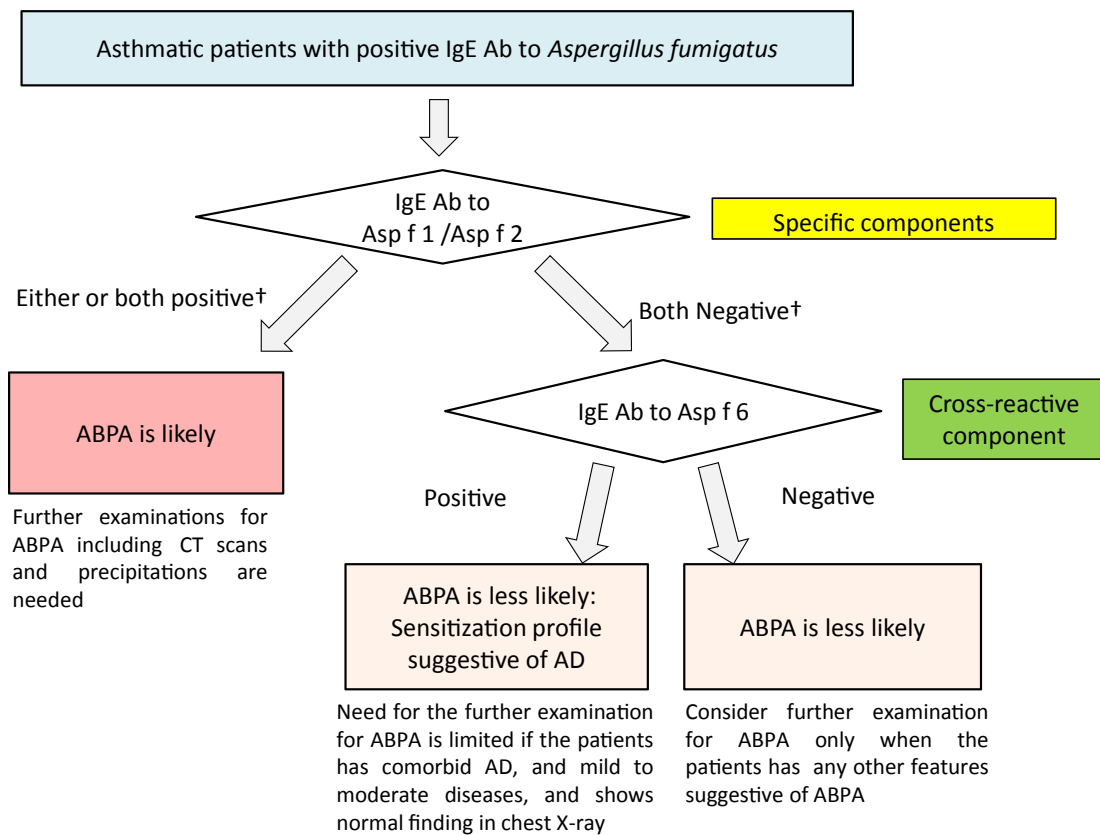 Asthmatic patients with positive IgE Ab to Aspergillus fumigatus
IgE Ab to
Asp f 1 /Asp f 2
Specific components
Either or both positive†
Both Negative†
ABPA is likely
IgE Ab to Asp f 6
Cross-reactive
component
Further examinations for
ABPA including CT scans
and precipitations are
needed
Positive
Negative
ABPA is less likely:
Sensitization profile
suggestive of AD
ABPA is less likely
Need for the further examination
for ABPA is limited if the patients
has comorbid AD, and mild to
moderate diseases, and shows
normal finding in chest X-ray
Consider further examination
for ABPA only when the
patients has any other features
suggestive of ABPA